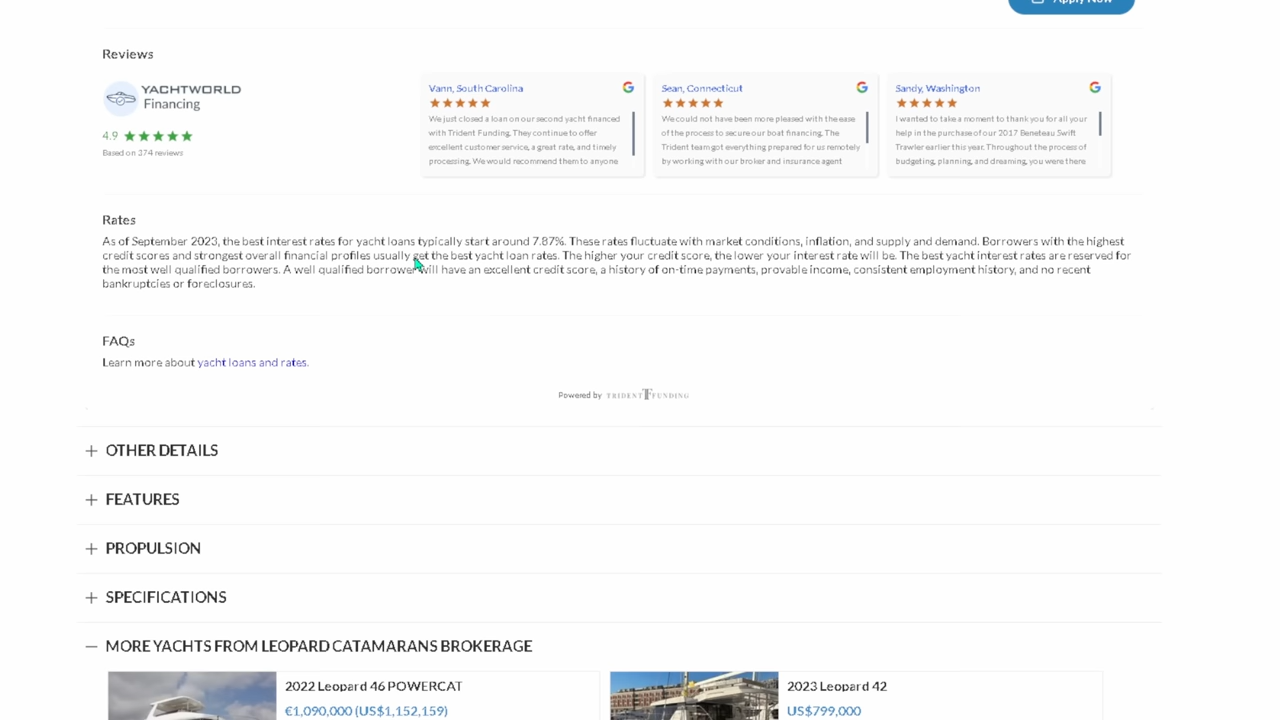 Apply Now
Reviews
YACHTWORLD
Financing
4.9
Based on 374 reviews
Vann, South Carolina
We just closed a loan on our second yacht financed
with Trident Funding. They continue to offer
excellent customer service, a great rate, and timely
processing. We would recommend them to anyone
Sean, Connecticut
We could not have been more pleased with the ease
of the process to secure our boat financing. The
Trident team got everything prepared for us remotely
by working with our broker and insurance agent
Sandy, Washington
I wanted to take a moment to thank you for all your
help in the purchase of our 2017 Beneteau Swift
Trawler earlier this year. Throughout the process of
budgeting, planning, and dreaming, you were there
Rates
As of September 2023, the best interest rates for yacht loans typically start around 7.87%. These rates fluctuate with market conditions, inflation, and supply and demand. Borrowers with the highest
credit scores and strongest overall financial profiles usually get the best yacht loan rates. The higher your credit score, the lower your interest rate will be. The best yacht interest rates are reserved for
the most well qualified borrowers. A well qualified borrower will have an excellent credit score, a history of on-time payments, provable income, consistent employment history, and no recent
bankruptcies or foreclosures.
FAQs
Learn more about yacht loans and rates.
Powered by TRIDENT FUNDING
OTHER DETAILS
FEATURES
PROPULSION
SPECIFICATIONS
MORE YACHTS FROM LEOPARD CATAMARANS BROKERAGE
2022 Leopard 46 POWERCAT
€1,090,000 (US$1,152,159)
2023 Leopard 42
US$799,000